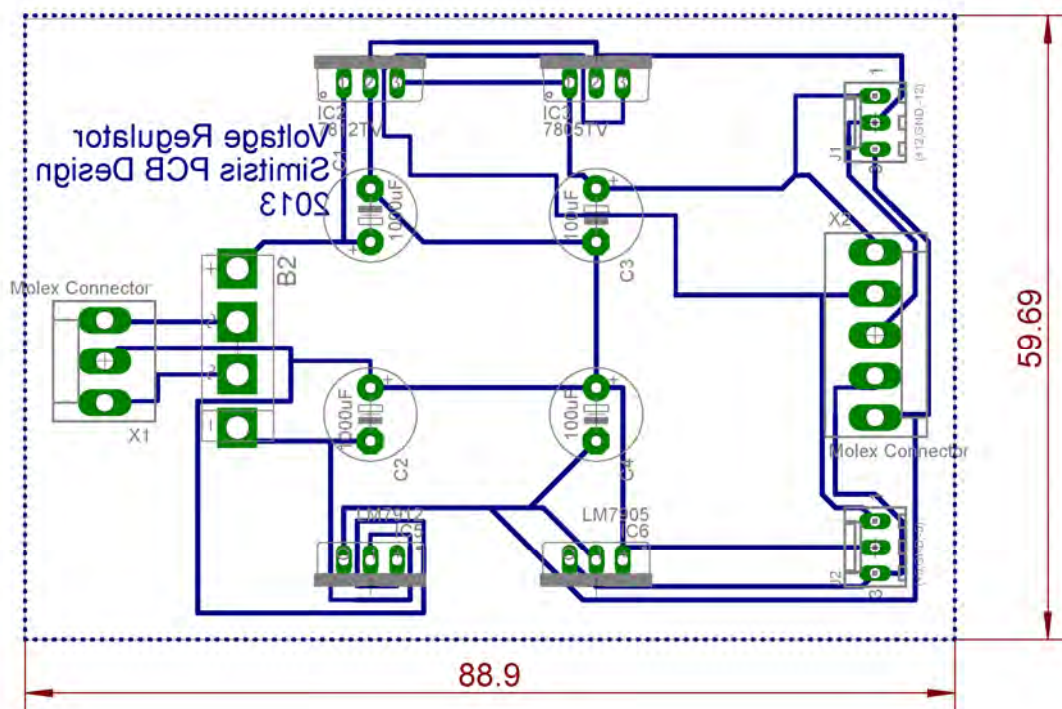 IC2
7812TV
IC3
7805TV
1
J1
(+12,GND,-12)
Voltage Regulator
Simitsis PCB Design
2013
C1
1000uF
+
100uF
+
C3
X2
B2
+
Molex Connector
X1
-
1000uF
C2
100uF
+
C4
Molex Connector
LM7912
LM7905
IC6
J2
3
59.69
88.9